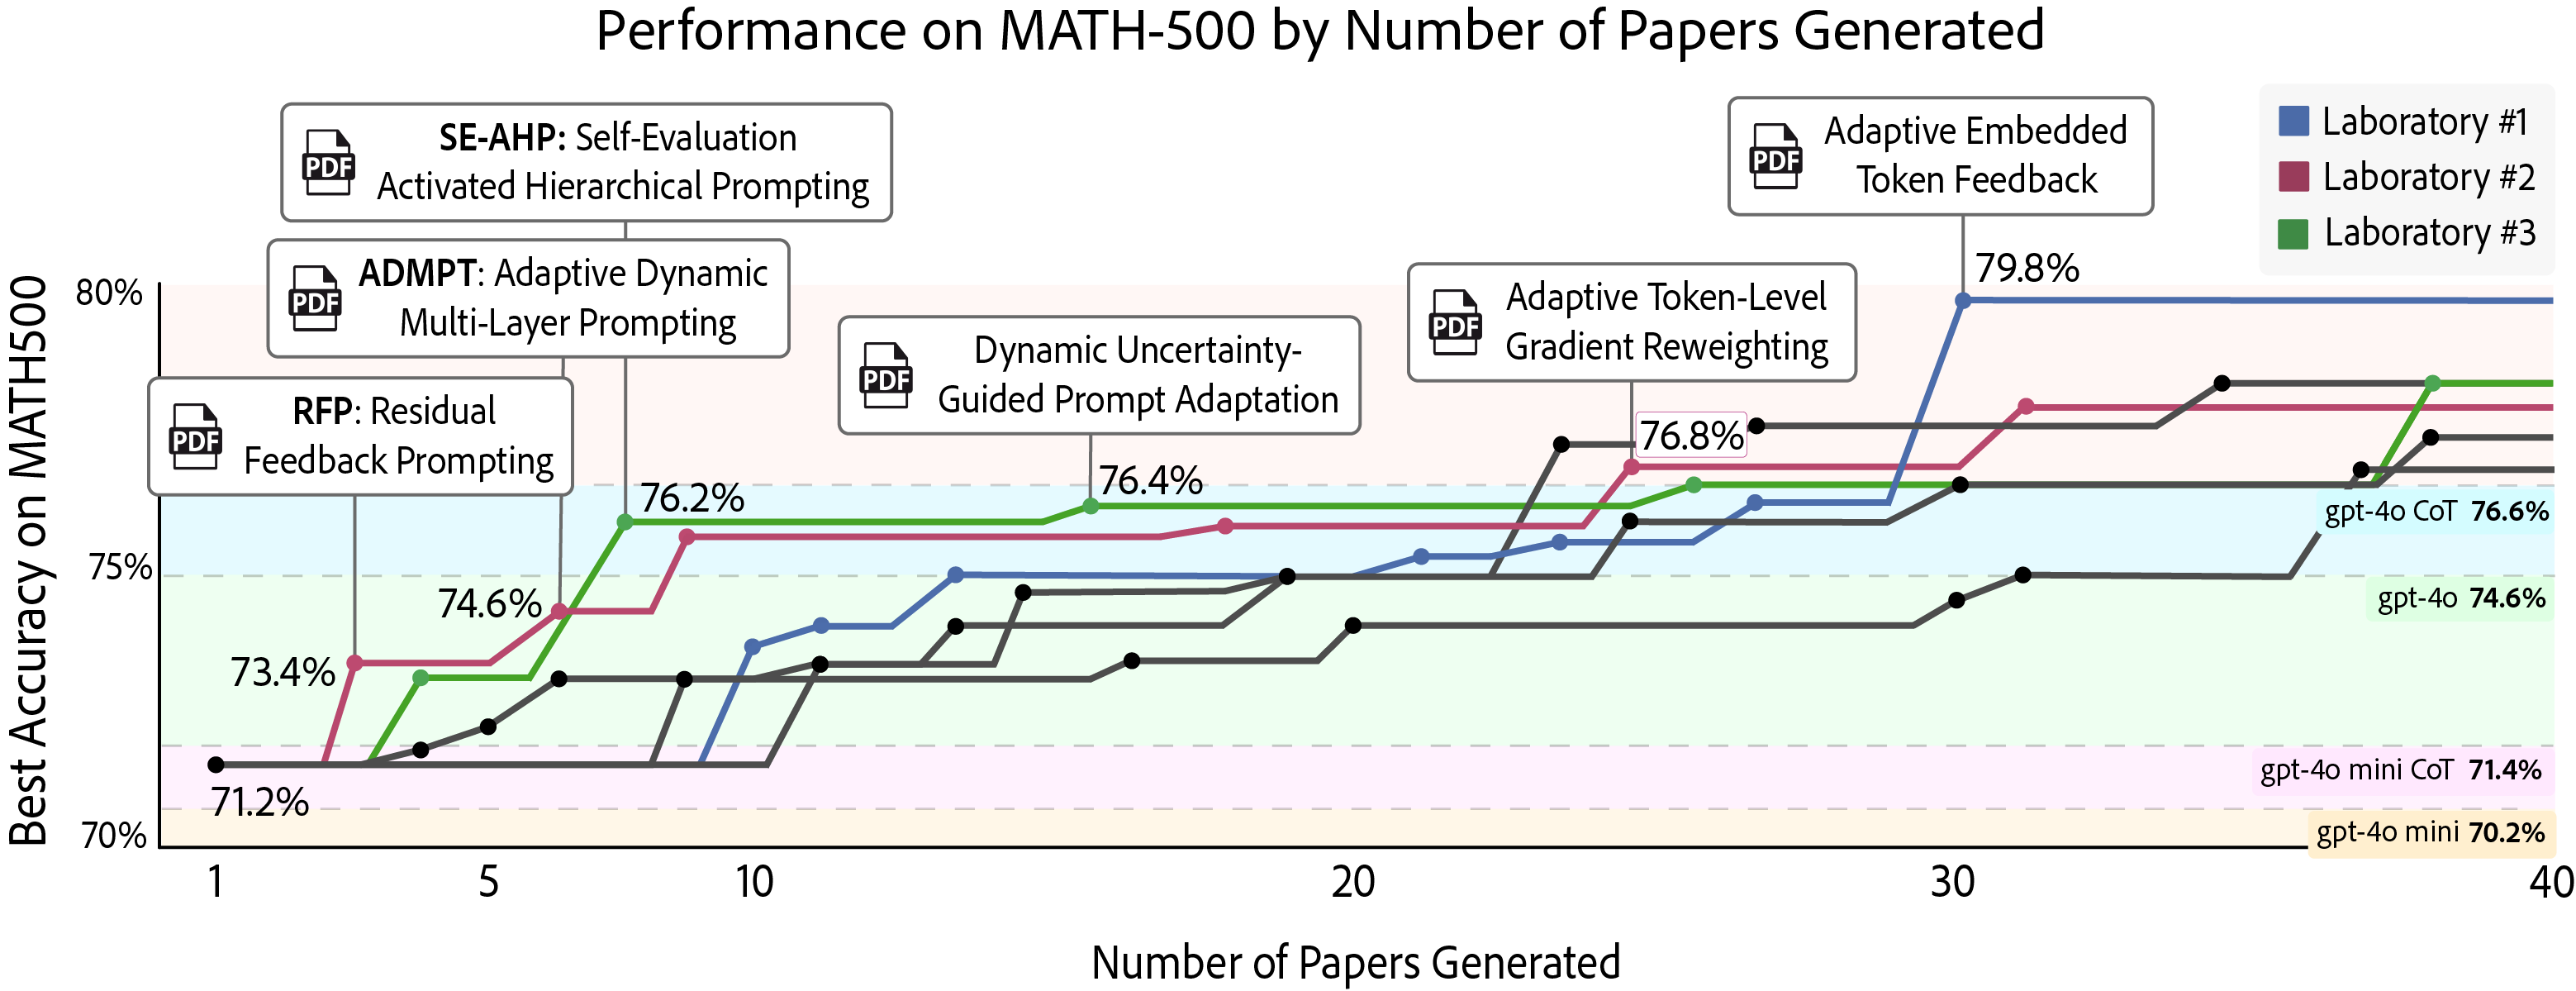 Performance on MATH-500 by Number of Papers Generated
PDF
SE-AHP: Self-Evaluation
Activated Hierarchical Prompting
PDF
ADMPT: Adaptive Dynamic
Multi-Layer Prompting
PDF
RFP: Residual
Feedback Prompting
PDF
Dynamic Uncertainty-
Guided Prompt Adaptation
PDF
Adaptive Token-Level
Gradient Reweighting
PDF
Adaptive Embedded
Token Feedback
Laboratory #1
Laboratory #2
Laboratory #3
Best Accuracy on MATH500
80%
75%
70%
71.2%
73.4%
74.6%
76.2%
76.4%
76.8%
79.8%
gpt-4o CoT 76.6%
gpt-4o 74.6%
gpt-4o mini CoT 71.4%
gpt-4o mini 70.2%
1
5
10
20
30
40
Number of Papers Generated